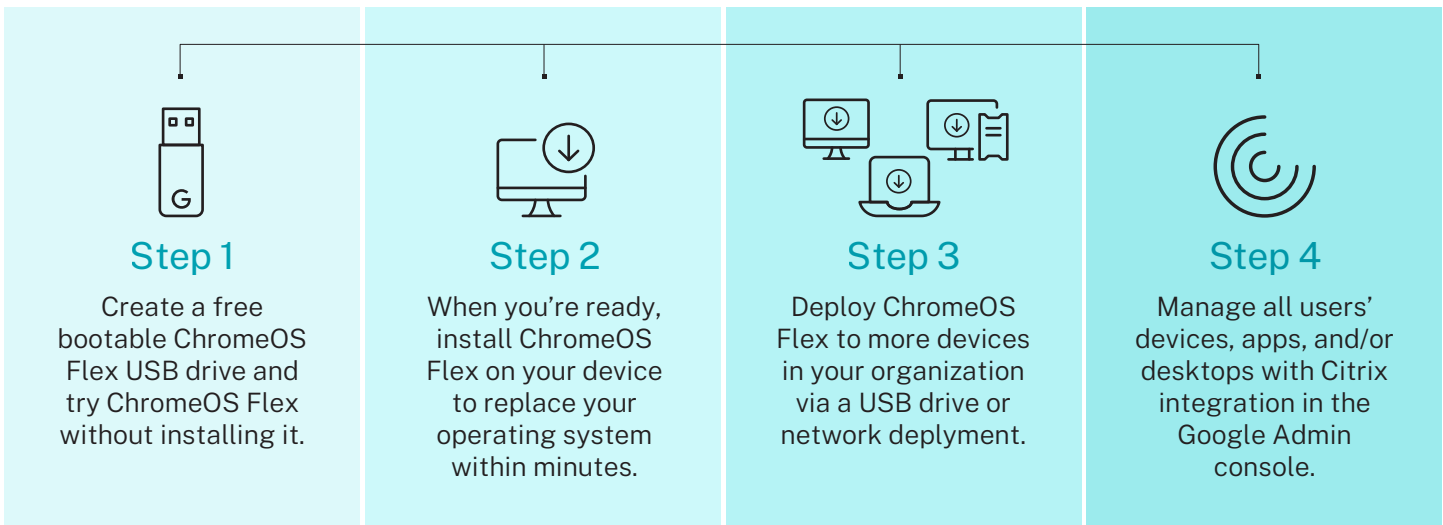 G
Step 1
Create a free
bootable ChromeOS
Flex USB drive and
try ChromeOS Flex
without installing it.
Step 2
When you’re ready,
install ChromeOS
Flex on your device
to replace your
operating system
within minutes.
Step 3
Deploy ChromeOS
Flex to more devices
in your organization
via a USB drive or
network deplyment.
Step 4
Manage all users’
devices, apps, and/or
desktops with Citrix
integration in the
Google Admin
console.